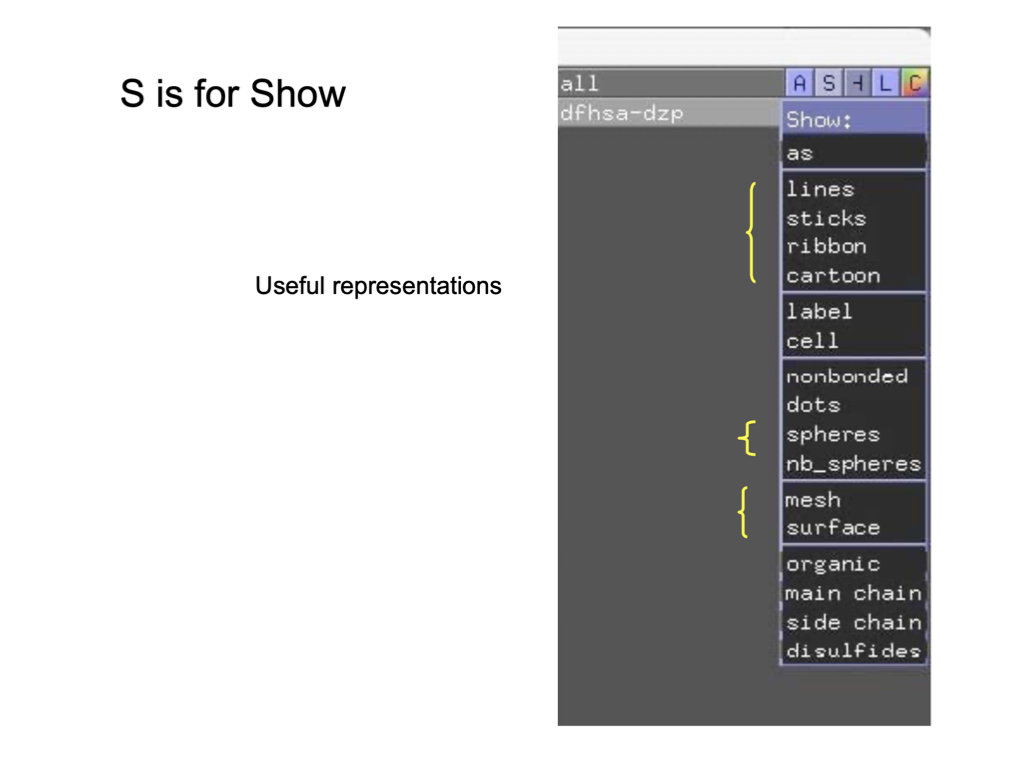 S is for Show
Useful representations
all A S H L C
dfhsa-dzp
Show:
as
lines
sticks
ribbon
cartoon
label
cell
nonbonded
dots
spheres
nb_spheres
mesh
surface
organic
main chain
side chain
disulfides